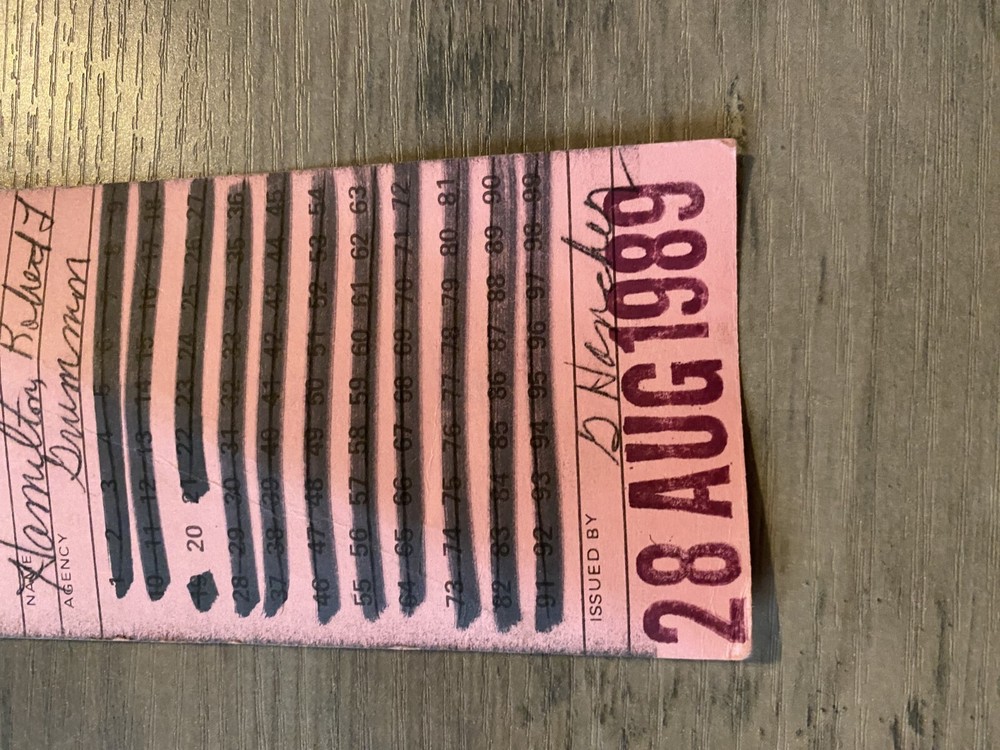 NAME Hamilton, Robert J
AGENCY Grumman
1 2 3 4 5 6 7 8 9
10 11 12 13 14 15 16 17 18
19 20 21 22 23 24 25 26 27
28 29 30 31 32 33 34 35 36
37 38 39 40 41 42 43 44 45
46 47 48 49 50 51 52 53 54
55 56 57 58 59 60 61 62 63
64 65 66 67 68 69 70 71 72
73 74 75 76 77 78 79 80 81
82 83 84 85 86 87 88 89 90
91 92 93 94 95 96 97 98 99
ISSUED BY D
28 AUG 1989